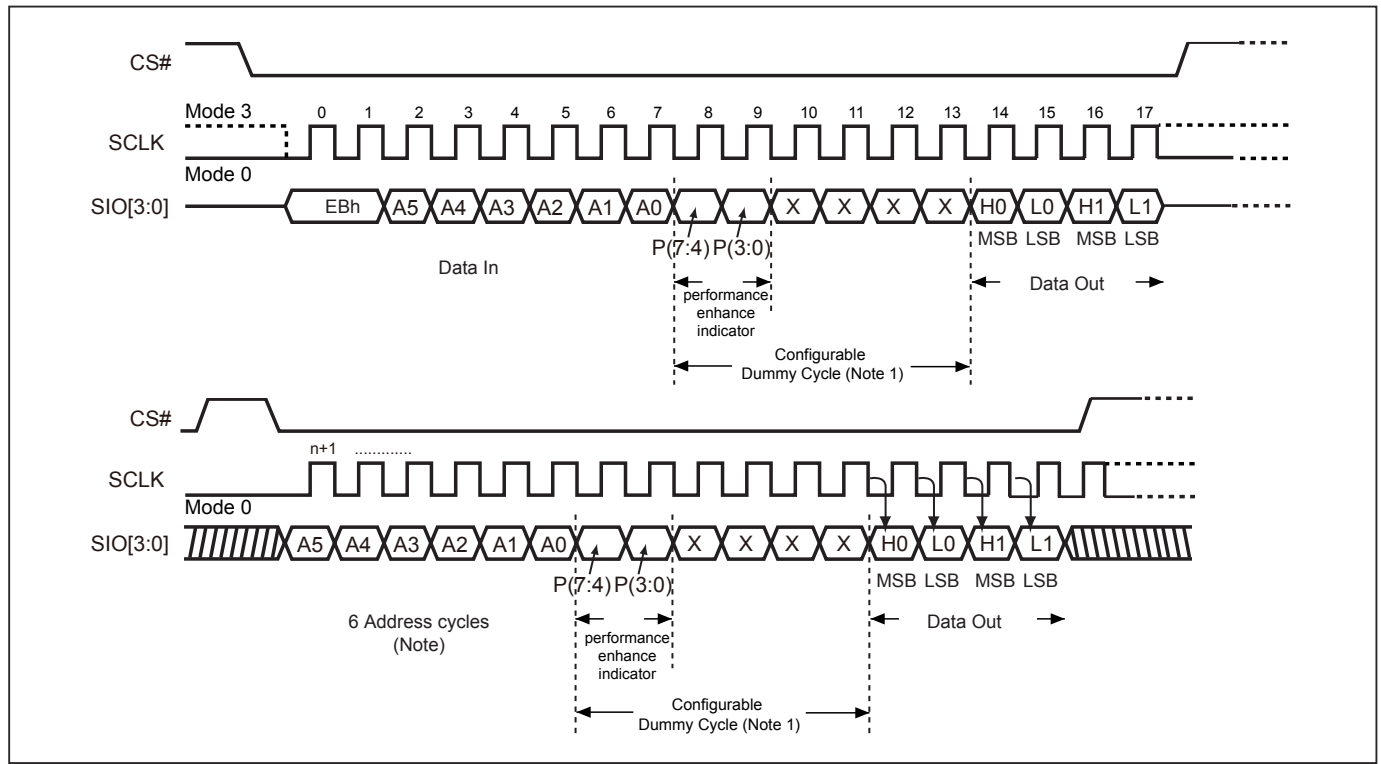 CS#
Mode 3
0 1 2 3 4 5 6 7 8 9 10 11 12 13 14 15 16 17
SCLK
Mode 0
SIO[3:0] EBh A5 A4 A3 A2 A1 A0 X X X X H0 L0 H1 L1
P(7:4) P(3:0) MSB LSB MSB LSB
Data In
Data Out
performance
enhance
indicator
Configurable
Dummy Cycle (Note 1)
CS#
n+1 .............
SCLK
Mode 0
SIO[3:0] A5 A4 A3 A2 A1 A0 X X X X H0 L0 H1 L1
P(7:4) P(3:0) MSB LSB MSB LSB
6 Address cycles
(Note)
Data Out
performance
enhance
indicator
Configurable
Dummy Cycle (Note 1)